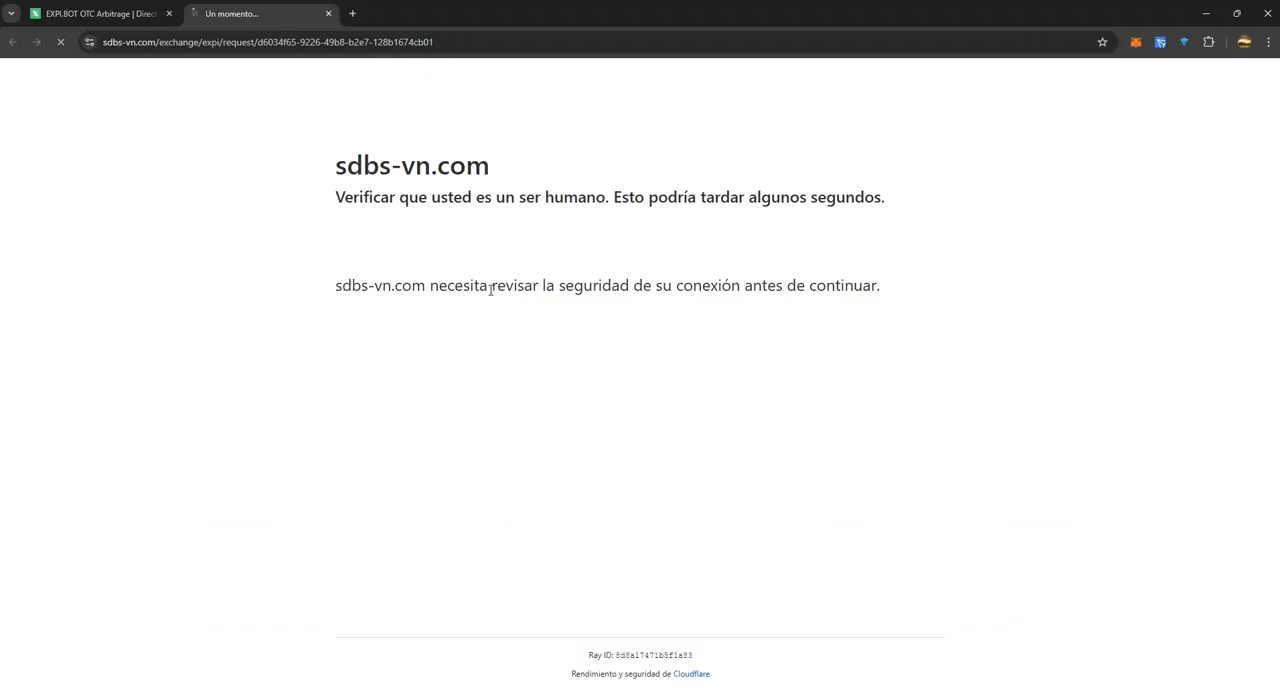 EXPI.BOT OTC Arbitrage | Direct
Un momento...
sdbs-vn.com/exchange/expi/request/d6034f65-9226-49b8-b2e7-128b1674cb01
sdbs-vn.com
Verificar que usted es un ser humano. Esto podría tardar algunos segundos.
sdbs-vn.com necesita revisar la seguridad de su conexión antes de continuar.
Ray ID: 8d8a17471b5f1a83
Rendimiento y seguridad de Cloudflare